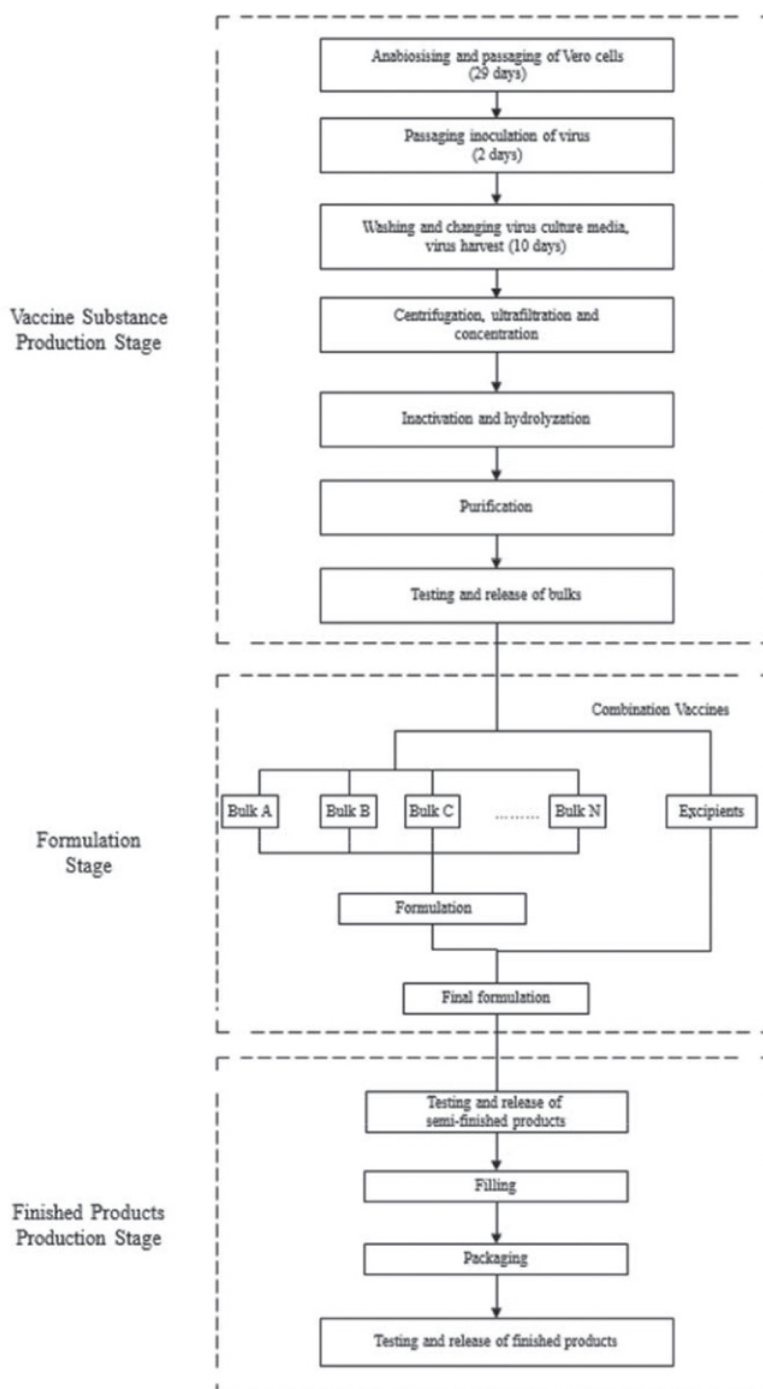 Anabiosising and passaging of Vero cells
(29 days)
Passaging inoculation of virus
(2 days)
Washing and changing virus culture media,
virus harvest (10 days)
Vaccine Substance
Production Stage
Centrifugation, ultrafiltration and
concentration
Inactivation and hydrolyzation
Purification
Testing and release of bulks
Combination Vaccines
Bulk A
Bulk B
Bulk C
.........
Bulk N
Excipients
Formulation
Stage
Formulation
Final formulation
Testing and release of
semi-finished products
Filling
Finished Products
Production Stage
Packaging
Testing and release of finished products